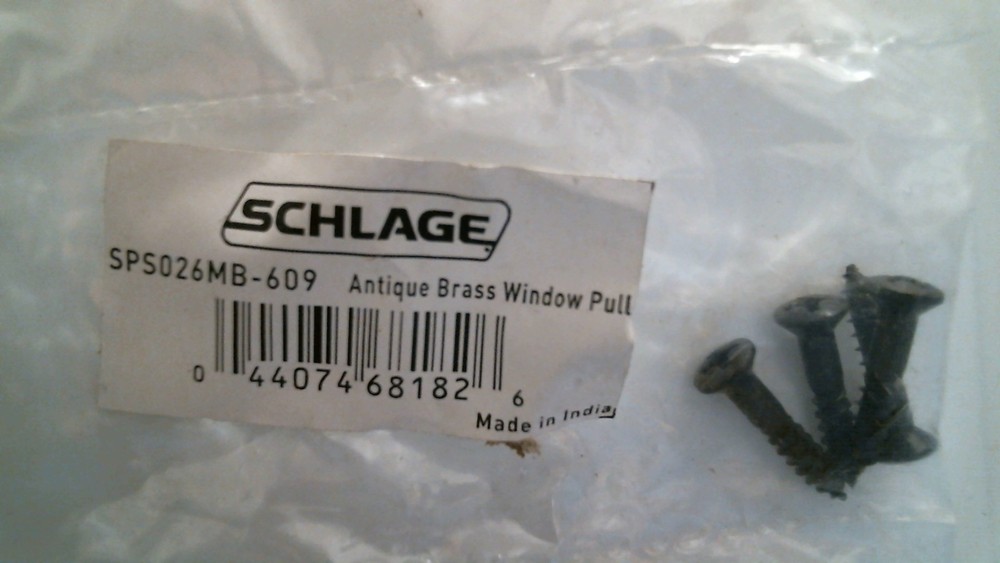 SCHLAGE
SPS026MB-609 Antique Brass Window Pull
0 44074 68182 6
Made in India